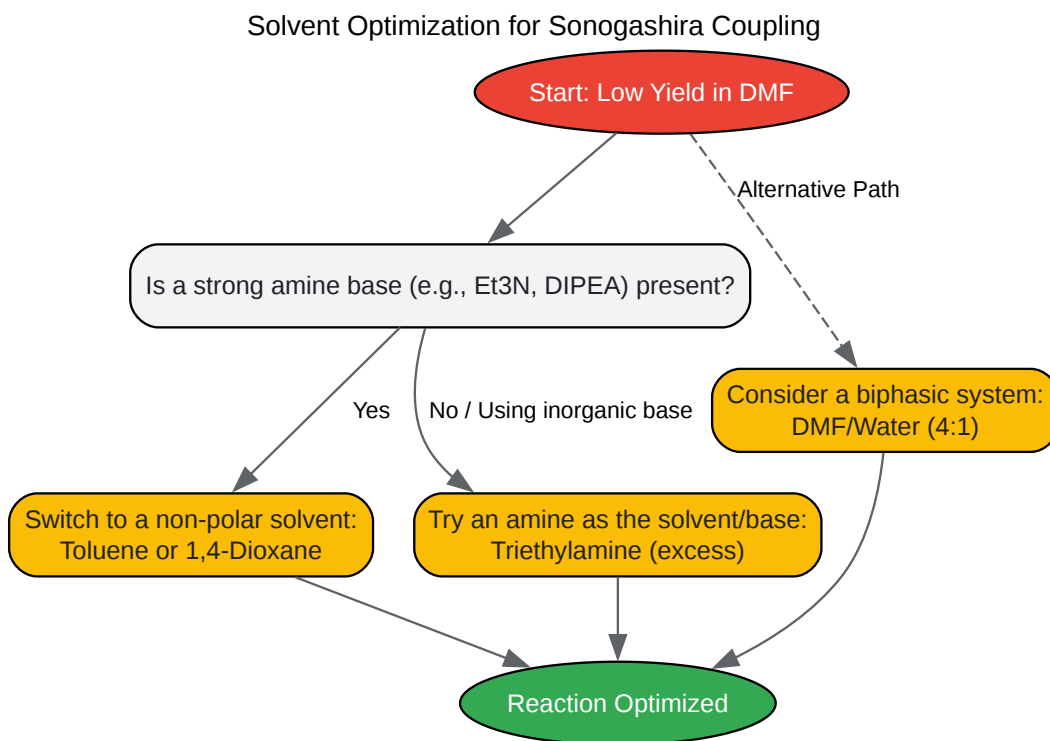 Solvent Optimization for Sonogashira Coupling
Start: Low Yield in DMF
Alternative Path
Is a strong amine base (e.g., Et3N, DIPEA) present?
Yes
No / Using inorganic base
Consider a biphasic system:
DMF/Water (4:1)
Switch to a non-polar solvent:
Toluene or 1,4-Dioxane
Try an amine as the solvent/base:
Triethylamine (excess)
Reaction Optimized